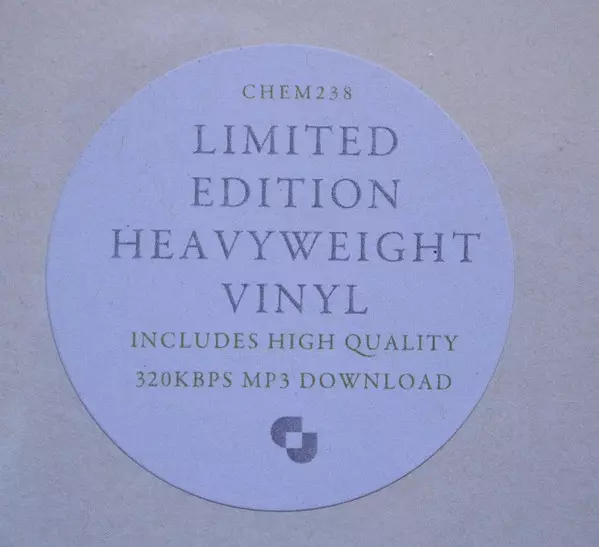 CHEM238
LIMITED
EDITION
HEAVYWEIGHT
VINYL
INCLUDES HIGH QUALITY
320KBPS MP3 DOWNLOAD